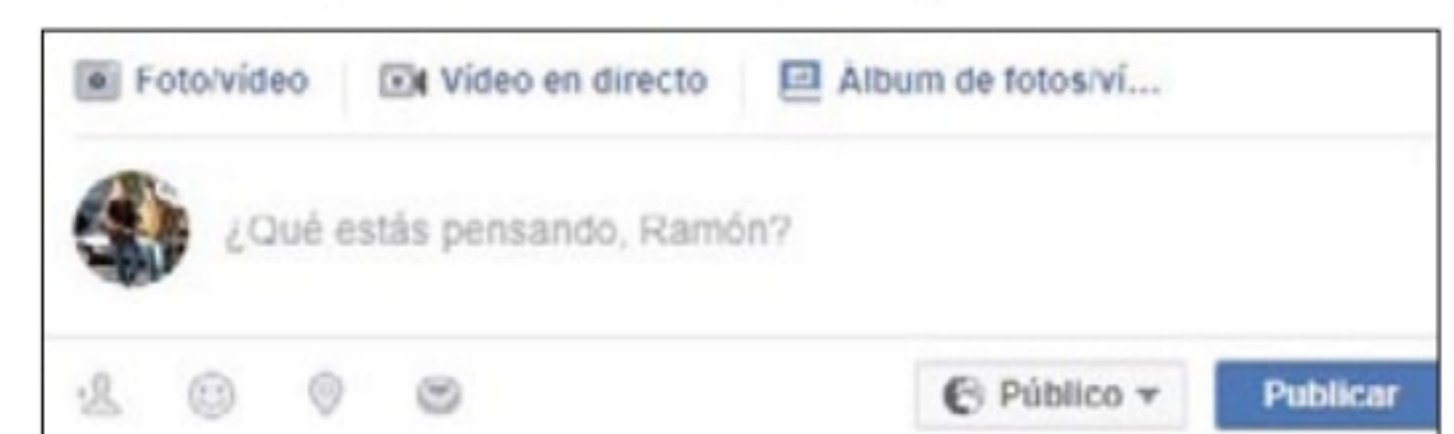 Foto/vídeo Vídeo en directo Álbum de fotos/ví...
¿Qué estás pensando, Ramón?
Público Publicar